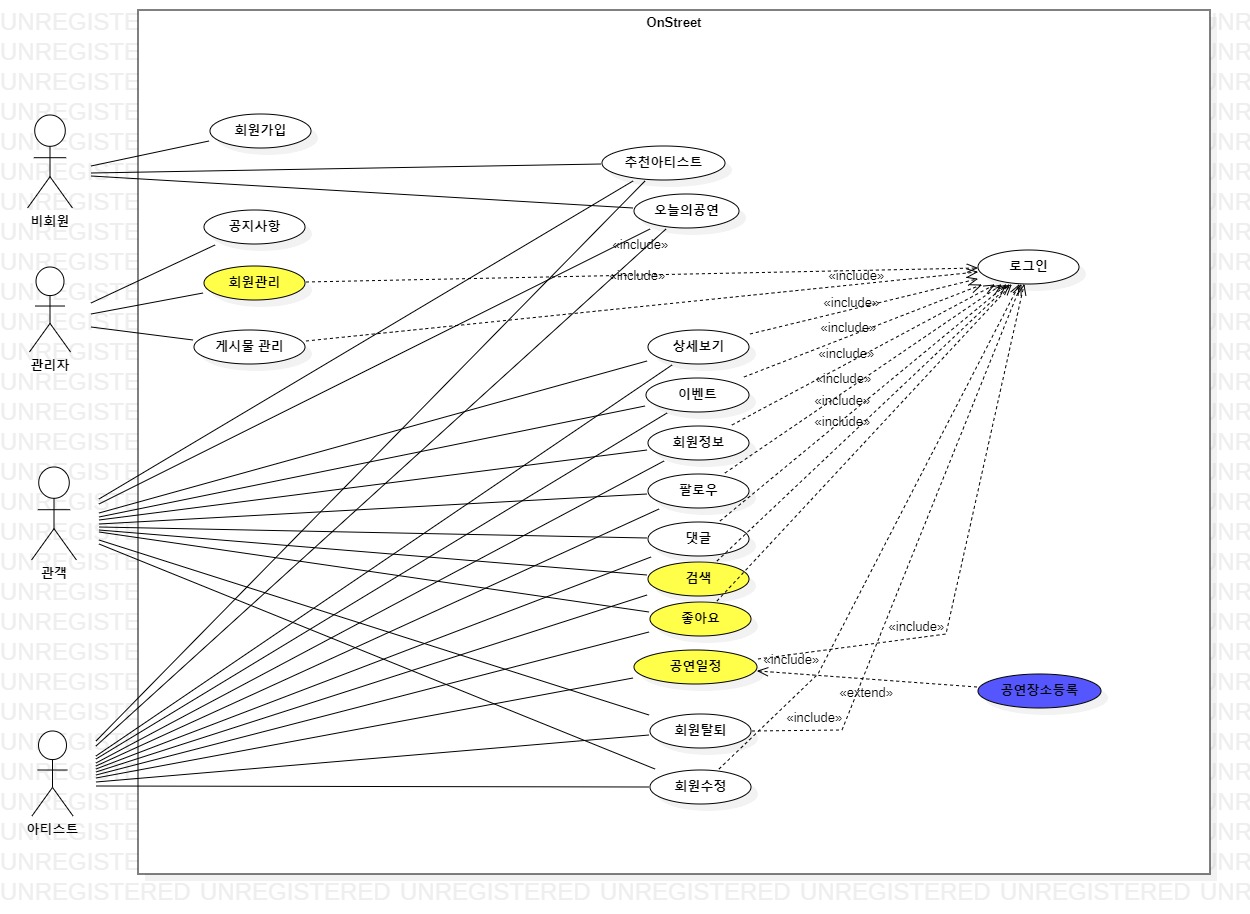 OnStreet
회원가입
추천아티스트
비회원
공지사항
오늘의공연
«include»
회원관리
«include»
«include»
로그인
«include»
«include»
관리자
게시물 관리
상세보기
«include»
이벤트
«include»
«include»
회원정보
«include»
팔로우
관객
댓글
검색
좋아요
«include»
공연일정
«include»
공연장소등록
«extend»
«include»
회원탈퇴
회원수정
아티스트
UNREGISTERED UNREGISTERED UNREGISTERED UNREGISTERED UNREGISTERED UNREGISTERED UNR